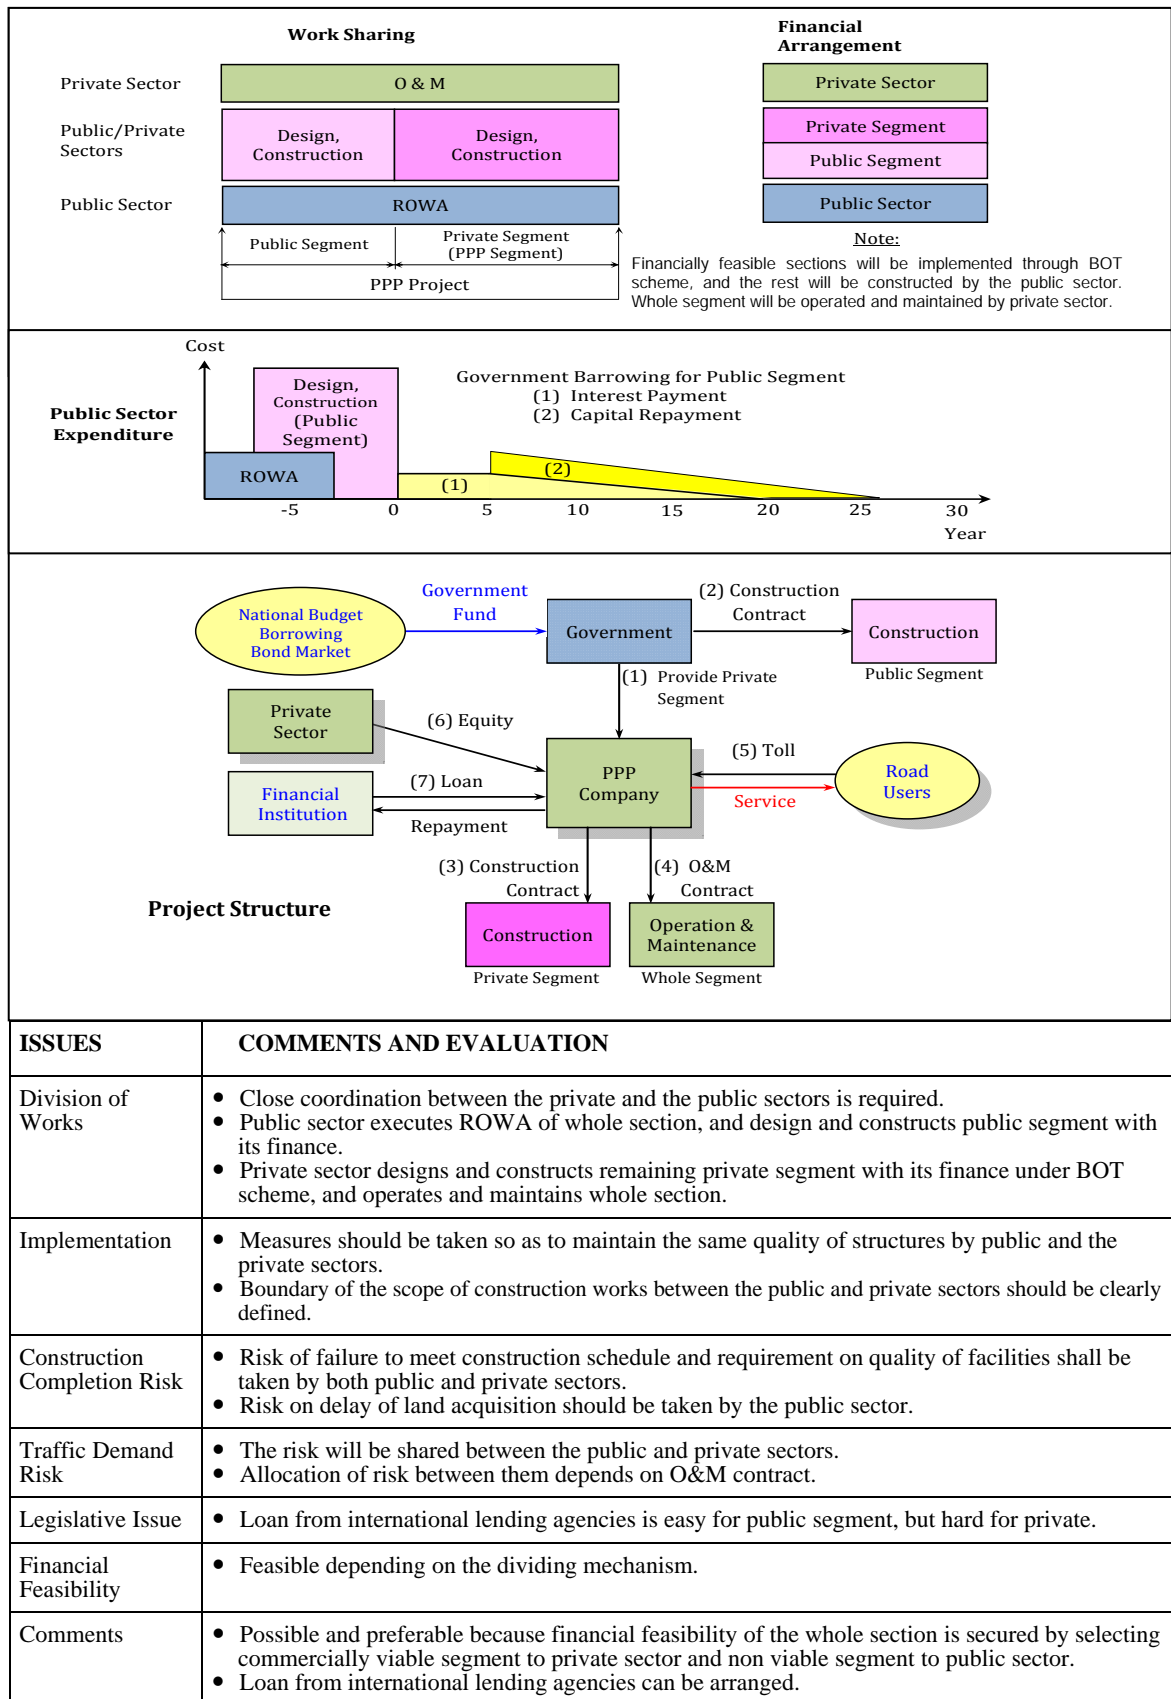 Work Sharing
Financial
Arrangement
Private Sector
O & M
Private Sector
Public/Private
Sectors
Design,
Construction
Design,
Construction
Private Segment
Public Segment
Public Sector
ROWA
Public Sector
Public Segment
Private Segment
(PPP Segment)
PPP Project
Note:
Financially feasible sections will be implemented through BOT
scheme, and the rest will be constructed by the public sector.
Whole segment will be operated and maintained by private sector.
Cost
Public Sector
Expenditure
Design,
Construction
(Public
Segment)
ROWA
Government Barrowing for Public Segment
(1) Interest Payment
(2) Capital Repayment
(1)
(2)
-5 0 5 10 15 20 25 30
Year
National Budget
Borrowing
Bond Market
Government
Fund
Government
(2) Construction
Contract
Construction
Public Segment
(1) Provide Private
Segment
Private
Sector
(6) Equity
PPP
Company
(5) Toll
Service
Road
Users
Financial
Institution
(7) Loan
Repayment
(3) Construction
Contract
(4) O&M
Contract
Project Structure
Construction
Private Segment
Operation &
Maintenance
Whole Segment
ISSUES COMMENTS AND EVALUATION
Division of
Works
• Close coordination between the private and the public sectors is required.
• Public sector executes ROWA of whole section, and design and constructs public segment with
its finance.
• Private sector designs and constructs remaining private segment with its finance under BOT
scheme, and operates and maintains whole section.
Implementation
• Measures should be taken so as to maintain the same quality of structures by public and the
private sectors.
• Boundary of the scope of construction works between the public and private sectors should be clearly
defined.
Construction
Completion Risk
• Risk of failure to meet construction schedule and requirement on quality of facilities shall be
taken by both public and private sectors.
• Risk on delay of land acquisition should be taken by the public sector.
Traffic Demand
Risk
• The risk will be shared between the public and private sectors.
• Allocation of risk between them depends on O&M contract.
Legislative Issue
• Loan from international lending agencies is easy for public segment, but hard for private.
Financial
Feasibility
• Feasible depending on the dividing mechanism.
Comments
• Possible and preferable because financial feasibility of the whole section is secured by selecting
commercially viable segment to private sector and non viable segment to public sector.
• Loan from international lending agencies can be arranged.